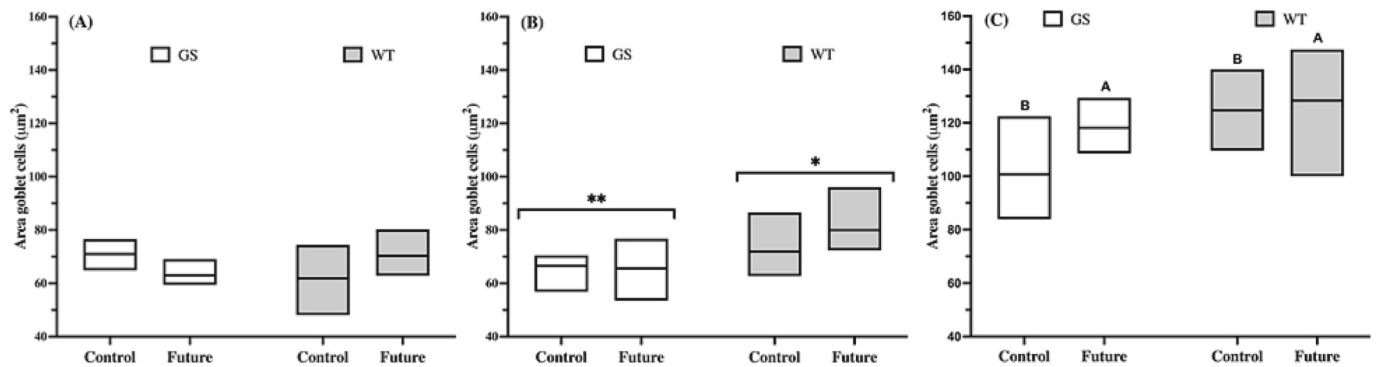 (A)
GS
WT
Area goblet cells (μm²)
160
140
120
100
80
60
40
Control
Future
Control
Future
(B)
GS
WT
Area goblet cells (μm²)
160
140
120
100
80
60
40
**
*
Control
Future
Control
Future
(C)
GS
WT
Area goblet cells (μm²)
160
140
120
100
80
60
40
B
A
B
A
Control
Future
Control
Future